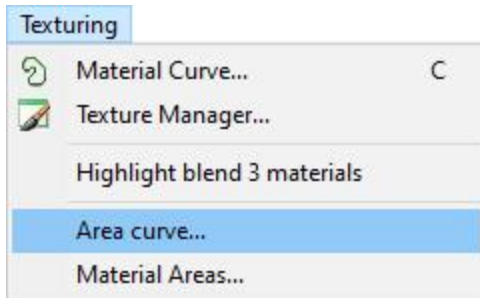 Texturing
Material Curve... C
Texture Manager...
Highlight blend 3 materials
Area curve...
Material Areas...